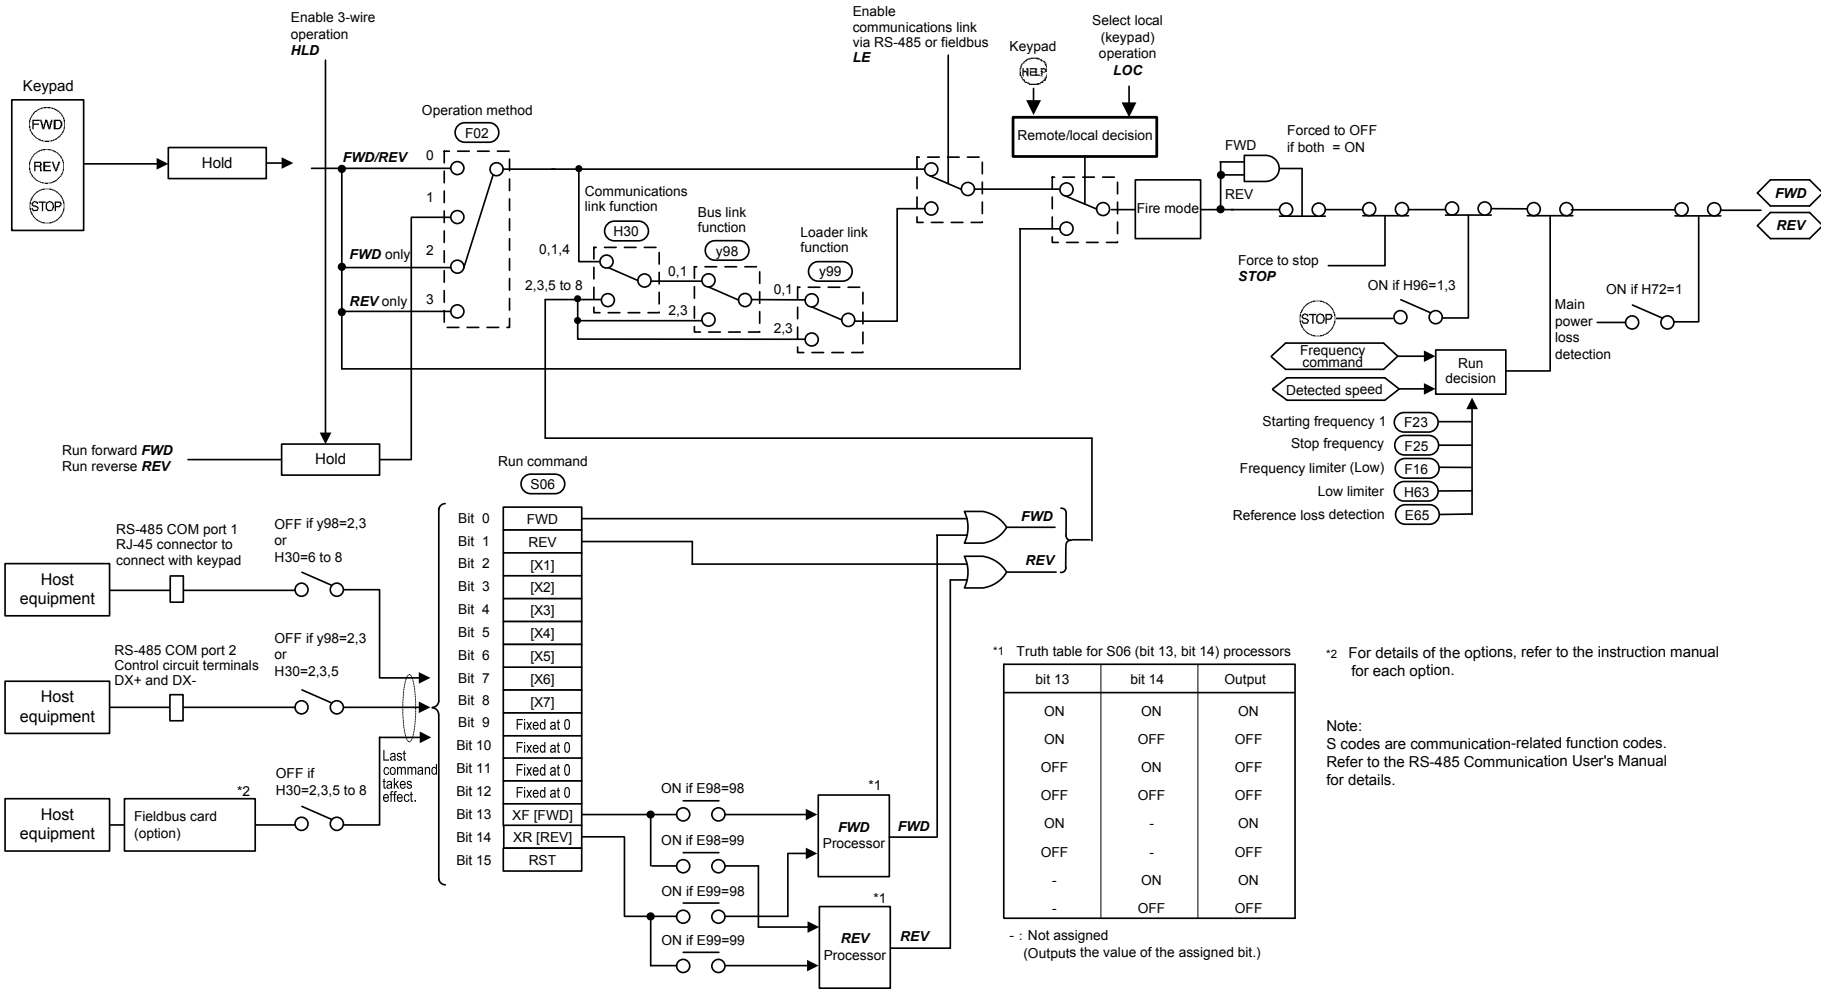 Enable 3-wire
operation
HLD
Enable
communications link
via RS-485 or fieldbus
LE
Select local
(keypad)
operation
LOC
Keypad
HELP
Keypad
FWD
REV
STOP
Hold
Operation method
F02
FWD/REV
0
1
FWD only
2
REV only
3
Communications
link function
H30
0,1,4
2,3,5 to 8
Bus link
function
y98
0,1
2,3
Loader link
function
y99
0,1
2,3
Remote/local decision
Fire mode
FWD
REV
Forced to OFF
if both = ON
FWD
REV
Force to stop
STOP
ON if H96=1,3
STOP
Main
power
loss
detection
ON if H72=1
Frequency
command
Detected speed
Run
decision
Starting frequency 1
F23
Stop frequency
F25
Frequency limiter (Low)
F16
Low limiter
H63
Reference loss detection
E65
Run forward FWD
Run reverse REV
Hold
Run command
S06
Bit 0 FWD
Bit 1 REV
Bit 2 [X1]
Bit 3 [X2]
Bit 4 [X3]
Bit 5 [X4]
Bit 6 [X5]
Bit 7 [X6]
Bit 8 [X7]
Bit 9 Fixed at 0
Bit 10 Fixed at 0
Bit 11 Fixed at 0
Bit 12 Fixed at 0
Bit 13 XF [FWD]
Bit 14 XR [REV]
Bit 15 RST
FWD
REV
Host
equipment
RS-485 COM port 1
RJ-45 connector to
connect with keypad
OFF if y98=2,3
or
H30=6 to 8
Host
equipment
RS-485 COM port 2
Control circuit terminals
DX+ and DX-
OFF if y98=2,3
or
H30=2,3,5
Last
command
takes
effect.
Host
equipment
*2
Fieldbus card
(option)
OFF if
H30=2,3,5 to 8
ON if E98=98
ON if E98=99
ON if E99=98
ON if E99=99
*1
FWD
Processor
FWD
*1
REV
Processor
REV
*1 Truth table for S06 (bit 13, bit 14) processors
bit 13 bit 14 Output
ON ON ON
ON OFF OFF
OFF ON OFF
OFF OFF OFF
ON - ON
OFF - OFF
- ON ON
- OFF OFF
- : Not assigned
(Outputs the value of the assigned bit.)
*2 For details of the options, refer to the instruction manual
for each option.
Note:
S codes are communication-related function codes.
Refer to the RS-485 Communication User's Manual
for details.